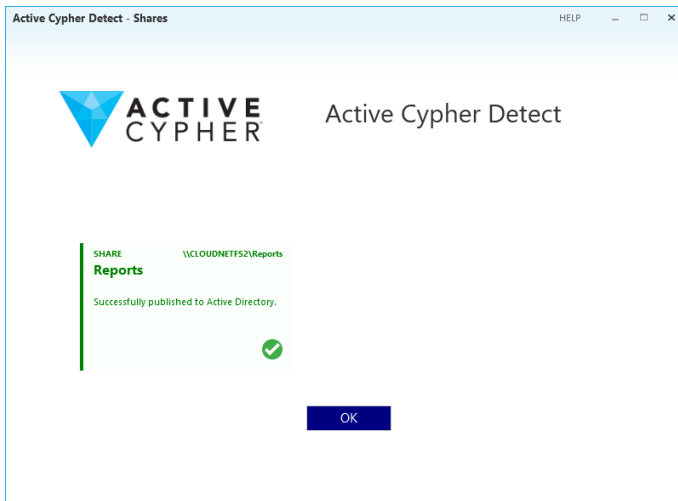 Active Cypher Detect - Shares
HELP
ACTIVE
CYPHER
Active Cypher Detect
SHARE \\CLOUDNETFS2\Reports
Reports
Successfully published to Active Directory.
OK